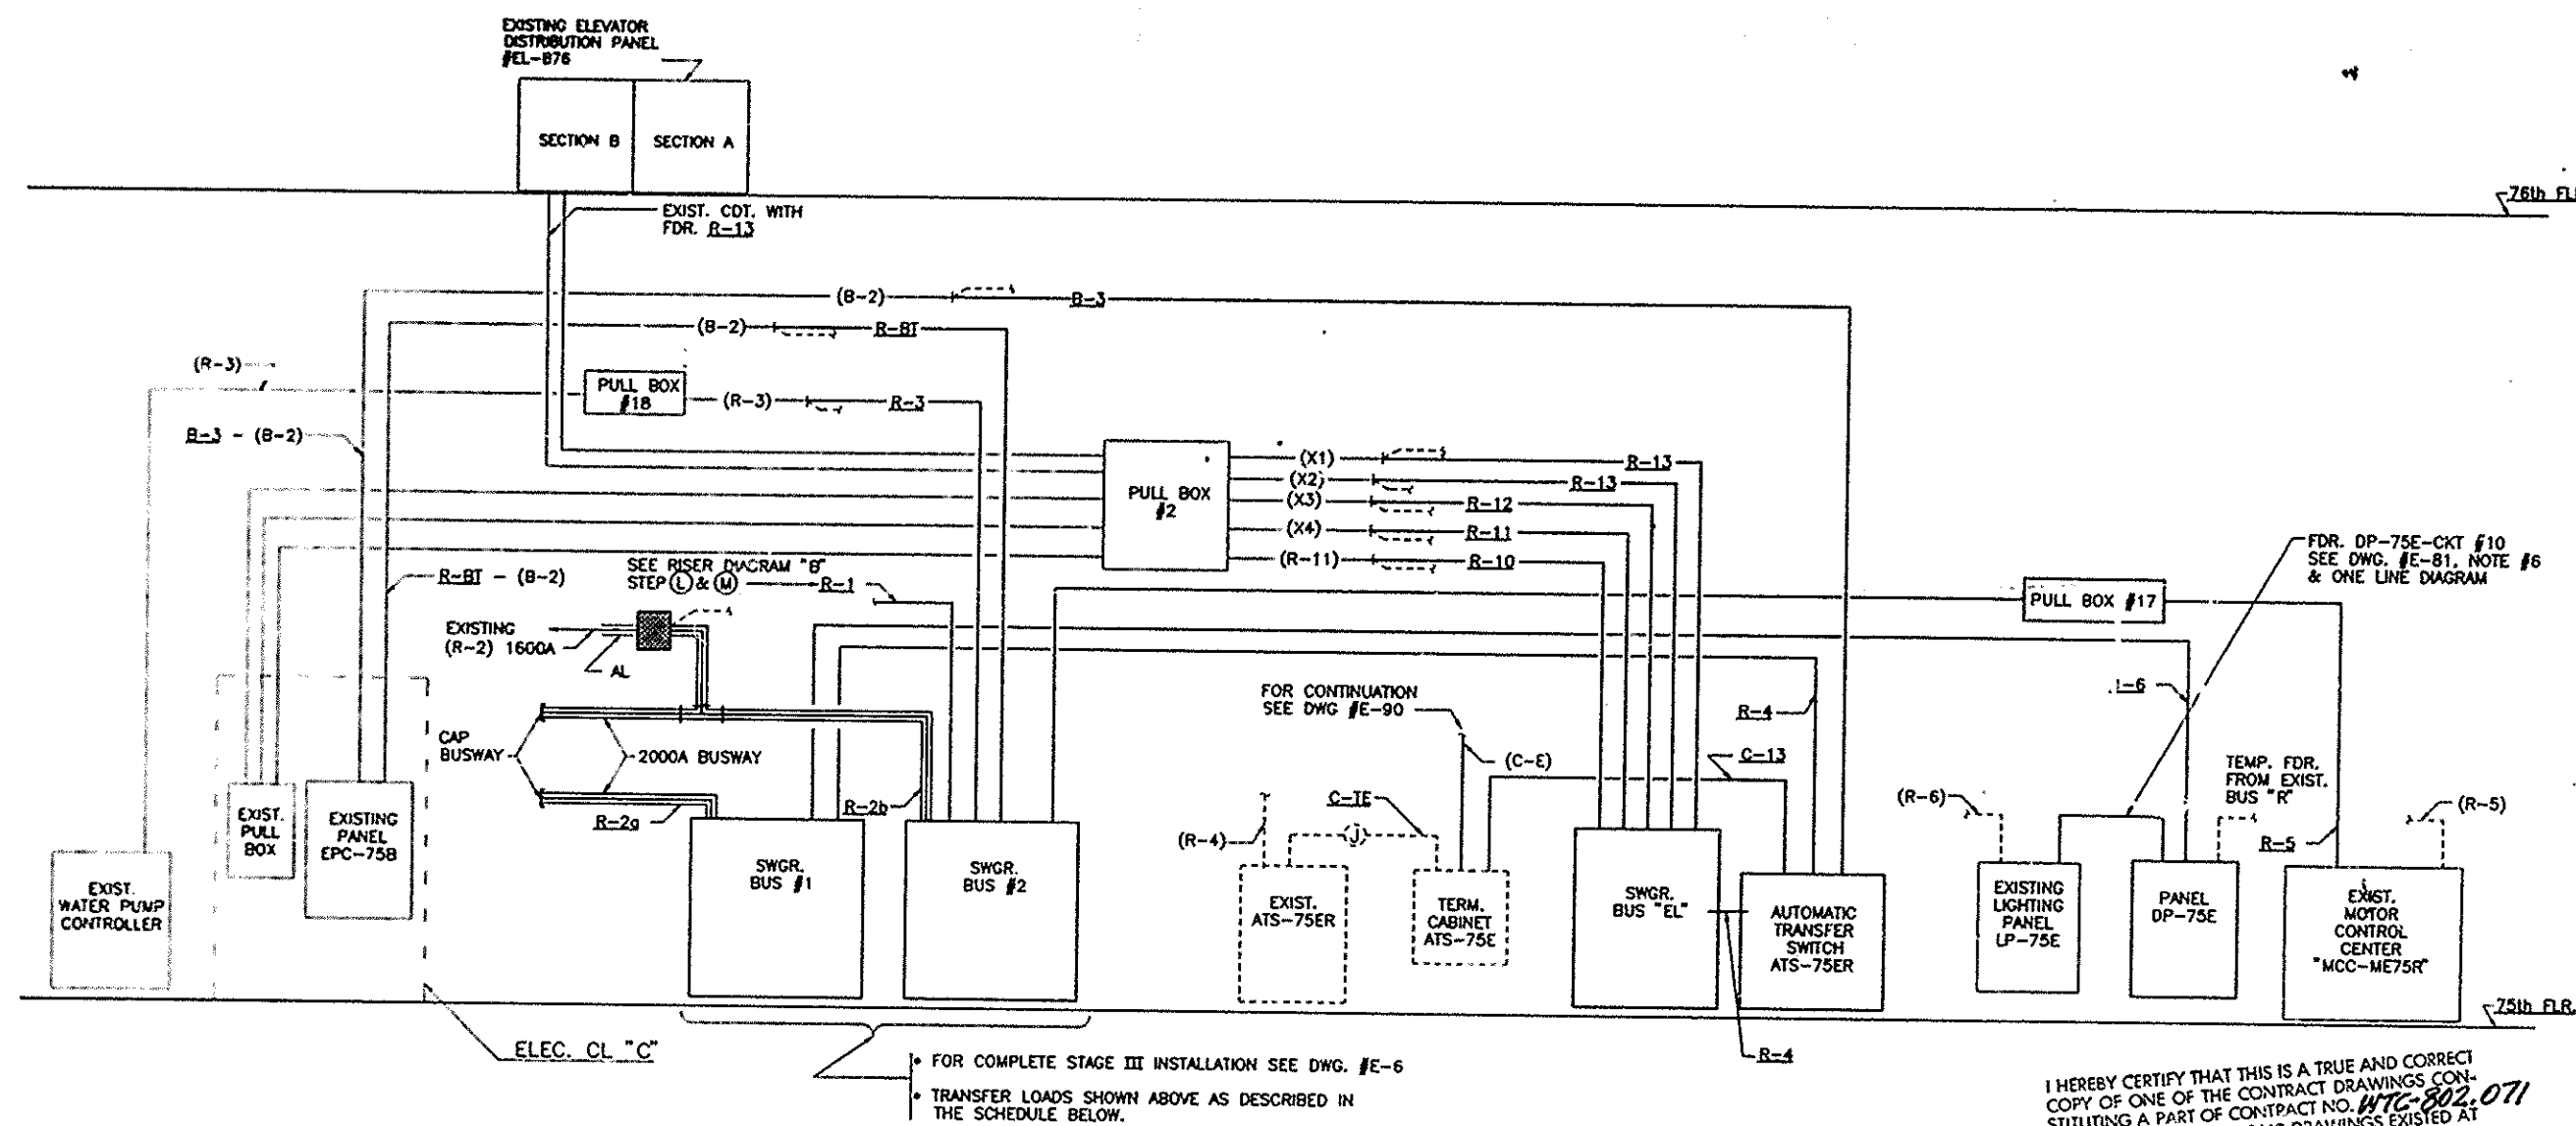 EXISTING ELEVATOR
DISTRIBUTION PANEL
#EL-B76
SECTION B
SECTION A
76th FLR
EXIST. CDT. WITH
FDR. R-13
(B-2)
B-3
(B-2)
R-BT
(R-3)
PULL BOX
#18
(R-3)
R-3
B-3 - (B-2)
PULL BOX
#2
(X1)
R-13
(X2)
R-13
(X3)
R-12
(X4)
R-11
(R-11)
R-10
R-BT - (B-2)
SEE RISER DIAGRAM "B"
STEP (L) & (M)
R-1
FDR. DP-75E-CKT #10
SEE DWG. #E-81, NOTE #6
& ONE LINE DIAGRAM
PULL BOX #17
EXISTING
(R-2) 1600A
AL
FOR CONTINUATION
SEE DWG #E-90
R-4
I-6
CAP
BUSWAY
2000A BUSWAY
(C-E)
C-13
TEMP. FDR.
FROM EXIST.
BUS "R"
R-2a
R-2b
C-TE
(R-4)
(J)
(R-6)
(R-5)
R-5
EXIST.
WATER PUMP
CONTROLLER
EXIST.
PULL
BOX
EXISTING
PANEL
EPC-75B
SWGR.
BUS #1
SWGR.
BUS #2
EXIST.
ATS-75ER
TERM.
CABINET
ATS-75E
SWGR.
BUS "EL"
AUTOMATIC
TRANSFER
SWITCH
ATS-75ER
EXISTING
LIGHTING
PANEL
LP-75E
PANEL
DP-75E
EXIST.
MOTOR
CONTROL
CENTER
"MCC-ME75R"
75th FLR.
ELEC. CL "C"
R-4
• FOR COMPLETE STAGE III INSTALLATION SEE DWG. #E-6
• TRANSFER LOADS SHOWN ABOVE AS DESCRIBED IN
THE SCHEDULE BELOW.
I HEREBY CERTIFY THAT THIS IS A TRUE AND CORRECT
COPY OF ONE OF THE CONTRACT DRAWINGS CON-
STITUTING A PART OF CONTRACT NO. WTC-802.071
DRAWINGS EXISTED AT